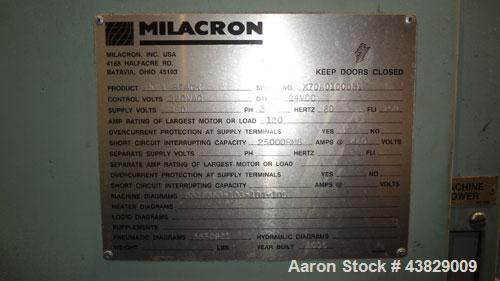 MILACRON
MILACRON, INC. USA
4165 HALFACRE RD.
BATAVIA, OHIO 45103
KEEP DOORS CLOSED
PRODUCT SERIAL NO.
CONTROL VOLTS 120VAC 24VDC
SUPPLY VOLTS PH 3 HERTZ 60 FLI
AMP RATING OF LARGEST MOTOR OR LOAD 120
OVERCURRENT PROTECTION AT SUPPLY TERMINALS YES NO
SHORT CIRCUIT INTERRUPTING CAPACITY 25000RMS AMPS @ VOLTS
SEPARATE SUPPLY VOLTS PH HERTZ FLI
SEPARATE AMP RATING OF LARGEST MOTOR OR LOAD
OVERCURRENT PROTECTION AT SUPPLY TERMINALS YES NO
SHORT CIRCUIT INTERRUPTING CAPACITY AMPS @ VOLTS
MACHINE DIAGRAMS
HEATER DIAGRAMS
LOGIC DIAGRAMS
SUPPLEMENTS
PNEUMATIC DIAGRAMS HYDRAULIC DIAGRAMS
WEIGHT LBS YEAR BUILT
MACHINE
POWER
Aaron Stock # 43829009